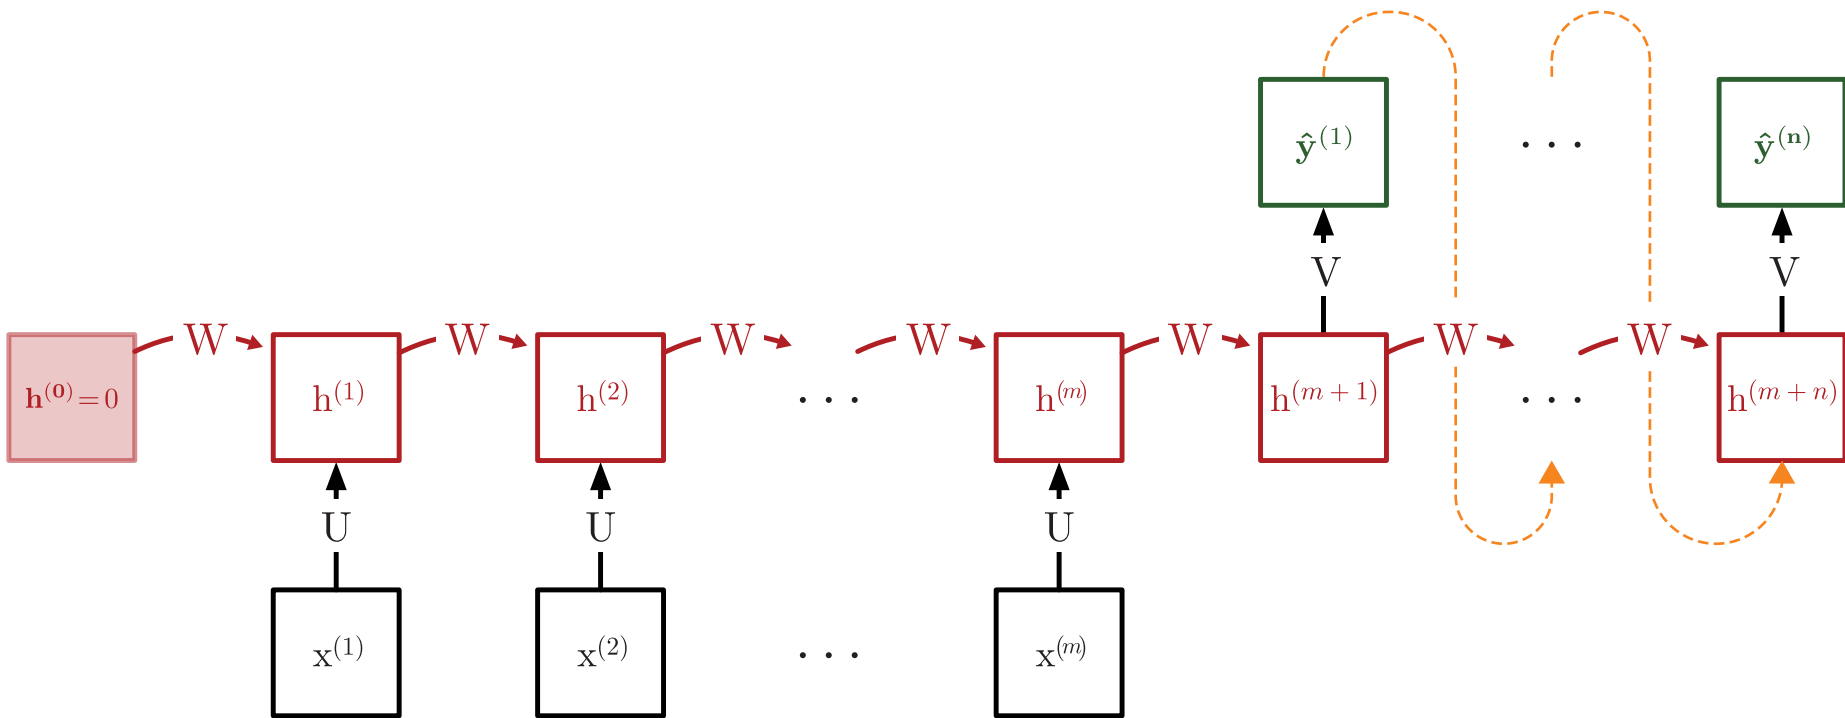 ŷ⁽¹⁾ · · · ŷ⁽ⁿ⁾
V V
W W W W W W W
h⁽⁰⁾=0 h⁽¹⁾ h⁽²⁾ · · · h⁽ᵐ⁾ h⁽ᵐ ⁺ ¹⁾ · · · h⁽ᵐ ⁺ ⁿ⁾
U U U
x⁽¹⁾ x⁽²⁾ · · · x⁽ᵐ⁾